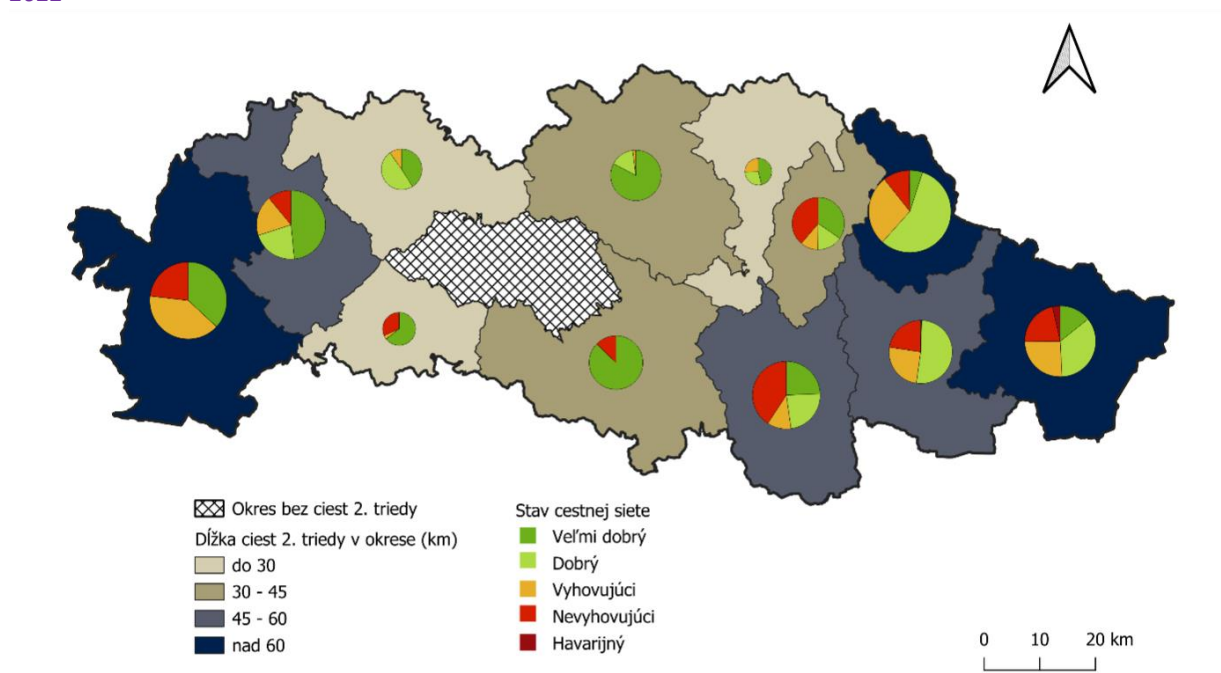 Okres bez ciest 2. triedy
Dĺžka ciest 2. triedy v okrese (km)
do 30
30 - 45
45 - 60
nad 60
Stav cestnej siete
Veľmi dobrý
Dobrý
Vyhovujúci
Nevyhovujúci
Havarijný
0 10 20 km